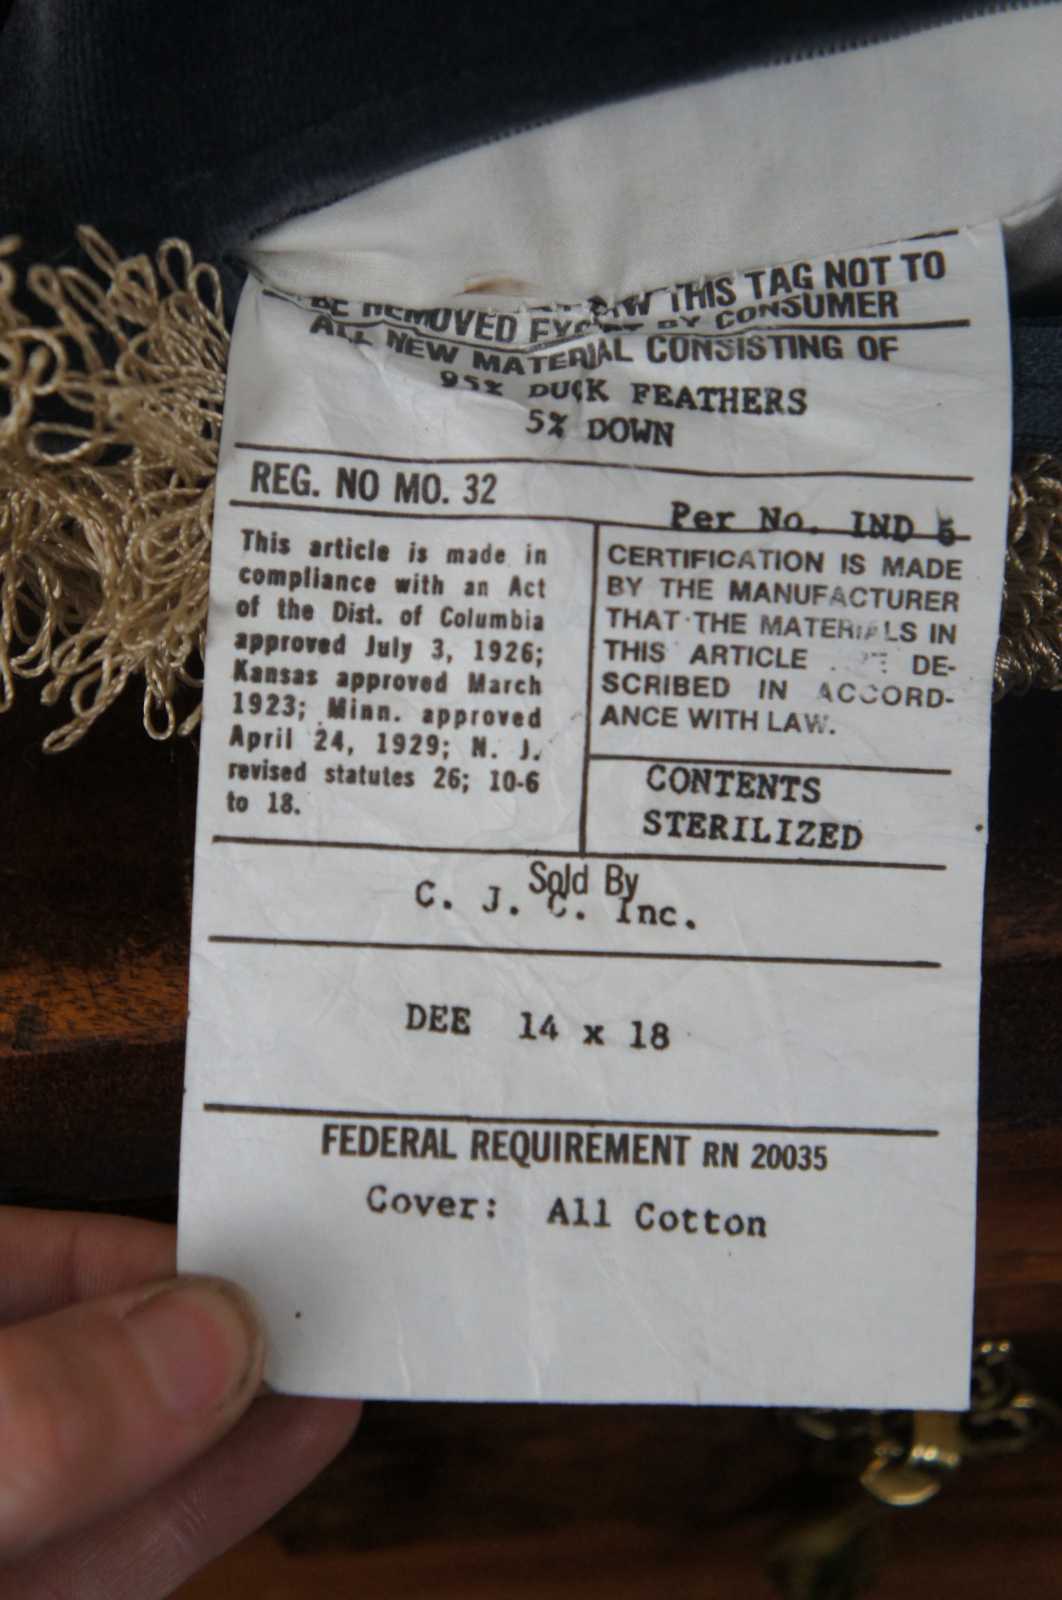 THIS TAG NOT TO
BE REMOVED EXCEPT BY CONSUMER
ALL NEW MATERIAL CONSISTING OF
95% DUCK FEATHERS
5% DOWN
REG. NO MO. 32
Per No. IND 5
This article is made in
compliance with an Act
of the Dist. of Columbia
approved July 3, 1926;
Kansas approved March
1923; Minn. approved
April 24, 1929; N. J.
revised statutes 26; 10-6
to 18.
CERTIFICATION IS MADE
BY THE MANUFACTURER
THAT THE MATERIALS IN
THIS ARTICLE DE-
SCRIBED IN ACCORD-
ANCE WITH LAW.
CONTENTS
STERILIZED
Sold By
C. J. C. Inc.
DEE 14 x 18
FEDERAL REQUIREMENT RN 20035
Cover: All Cotton